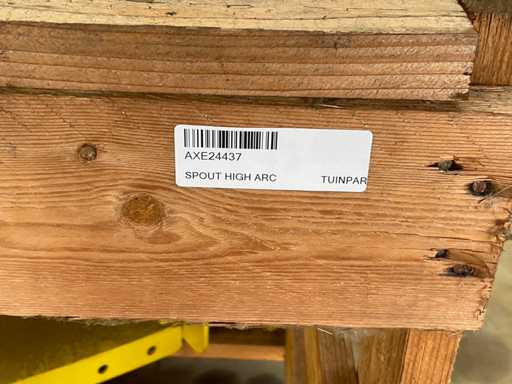 AXE24437
SPOUT HIGH ARC TUINPAR